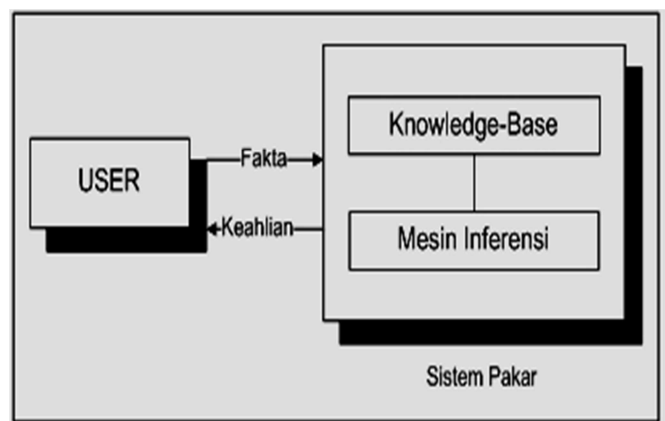 USER
Fakta
Keahlian
Knowledge-Base
Mesin Inferensi
Sistem Pakar